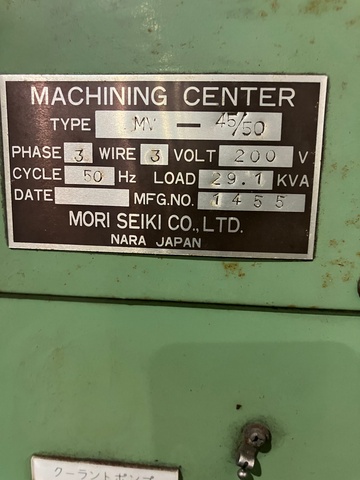 MACHINING CENTER
TYPE MV — 45/50
PHASE 3 WIRE 3 VOLT 200 V
CYCLE 50 Hz LOAD 29.1 KVA
DATE MFG.NO. 1455
MORI SEIKI CO., LTD.
NARA JAPAN
クーラントポンプ